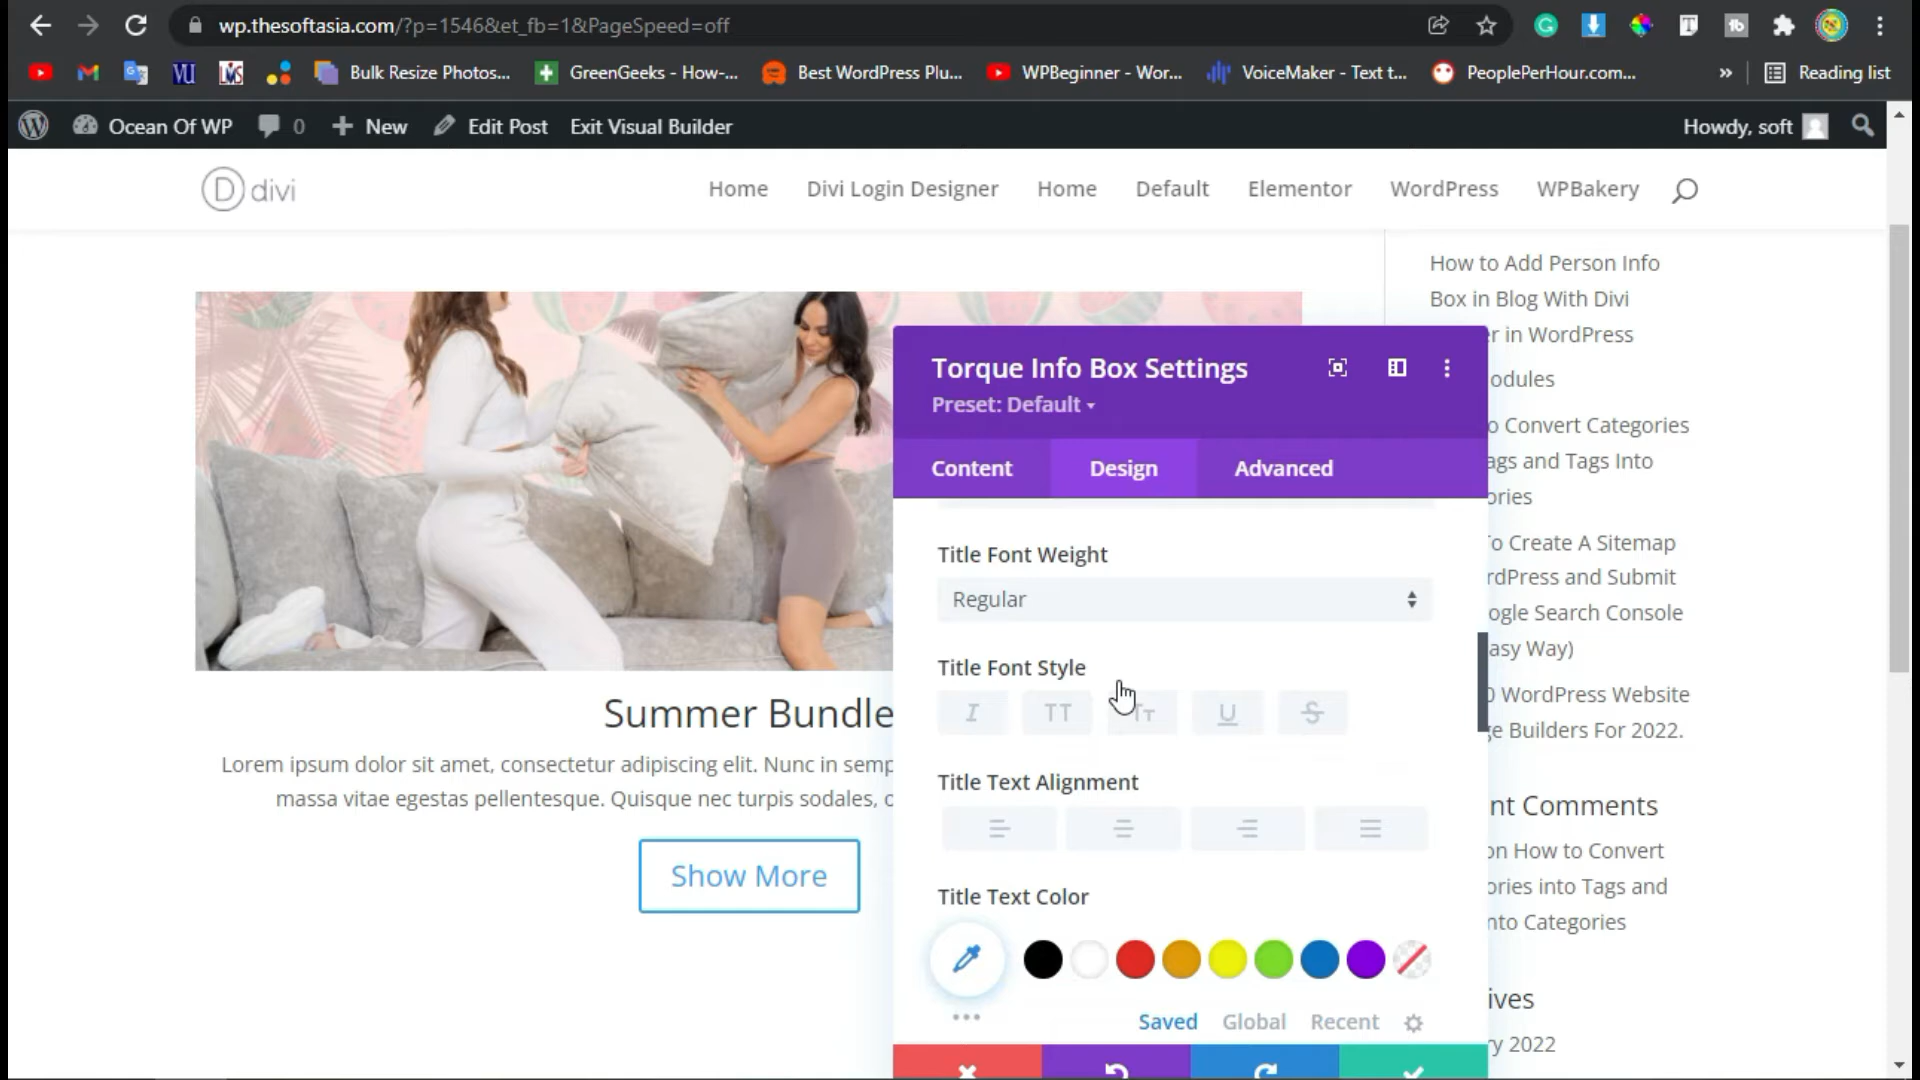 wp.thesoftasia.com/?p=1546&et_fb=1&PageSpeed=off
VU
LMS
Bulk Resize Photos...
GreenGeeks - How-...
Best WordPress Plu...
WPBeginner - Wor...
VoiceMaker - Text t...
PeoplePerHour.com...
»
Reading list
Ocean Of WP
0
+ New
Edit Post
Exit Visual Builder
Howdy, soft
D divi
Home
Divi Login Designer
Home
Default
Elementor
WordPress
WPBakery
Summer Bundle
Lorem ipsum dolor sit amet, consectetur adipiscing elit. Nunc in semp
massa vitae egestas pellentesque. Quisque nec turpis sodales, c
Show More
Torque Info Box Settings
Preset: Default
Content
Design
Advanced
Title Font Weight
Regular
Title Font Style
I
TT
Tт
U
S
Title Text Alignment
Title Text Color
Saved
Global
Recent
How to Add Person Info
Box in Blog With Divi
er in WordPress
odules
o Convert Categories
ags and Tags Into
ories
o Create A Sitemap
rdPress and Submit
ogle Search Console
asy Way)
0 WordPress Website
e Builders For 2022.
nt Comments
on How to Convert
ories into Tags and
nto Categories
ives
ry 2022